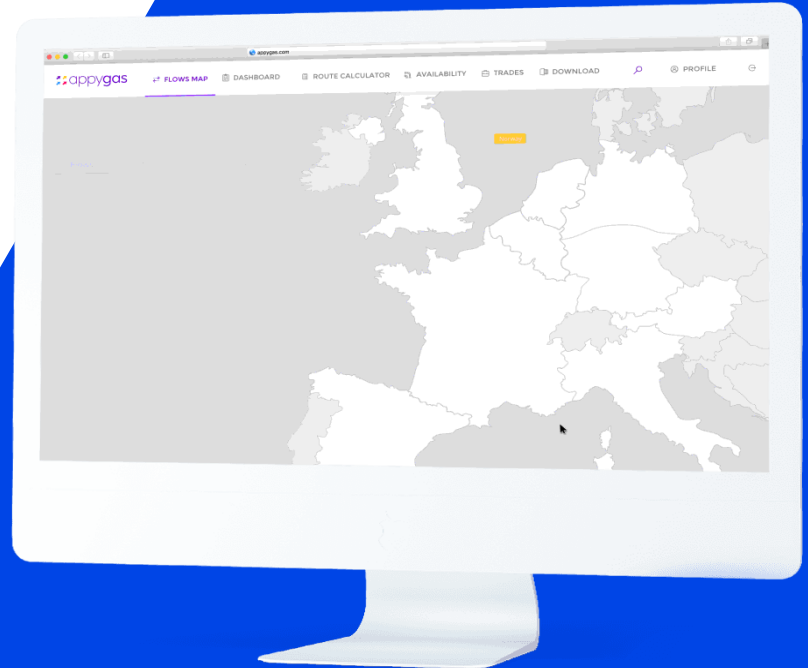 appygas.com
appygas
FLOWS MAP
DASHBOARD
ROUTE CALCULATOR
AVAILABILITY
TRADES
DOWNLOAD
PROFILE